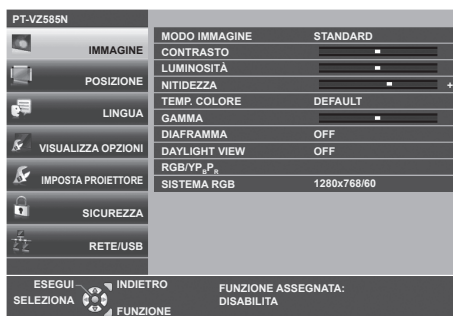 PT-VZ585N
IMMAGINE
POSIZIONE
LINGUA
VISUALIZZA OPZIONI
IMPOSTA PROIETTORE
SICUREZZA
RETE/USB
MODO IMMAGINE STANDARD
CONTRASTO
LUMINOSITÀ
NITIDEZZA +
TEMP. COLORE DEFAULT
GAMMA
DIAFRAMMA OFF
DAYLIGHT VIEW OFF
RGB/YPBPR
SISTEMA RGB 1280x768/60
ESEGUI INDIETRO
SELEZIONA FUNZIONE
FUNZIONE ASSEGNATA:
DISABILITA